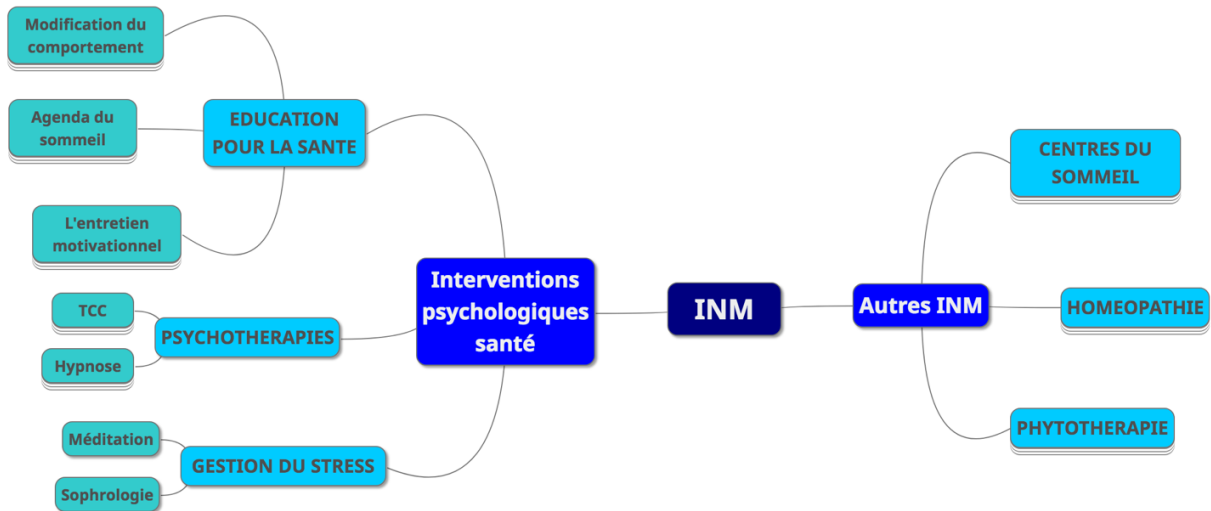 Modification du
comportement
Agenda du
sommeil
L'entretien
motivationnel
EDUCATION
POUR LA SANTE
TCC
Hypnose
PSYCHOTHERAPIES
Méditation
Sophrologie
GESTION DU STRESS
Interventions
psychologiques
santé
INM
Autres INM
CENTRES DU
SOMMEIL
HOMEOPATHIE
PHYTOTHERAPIE